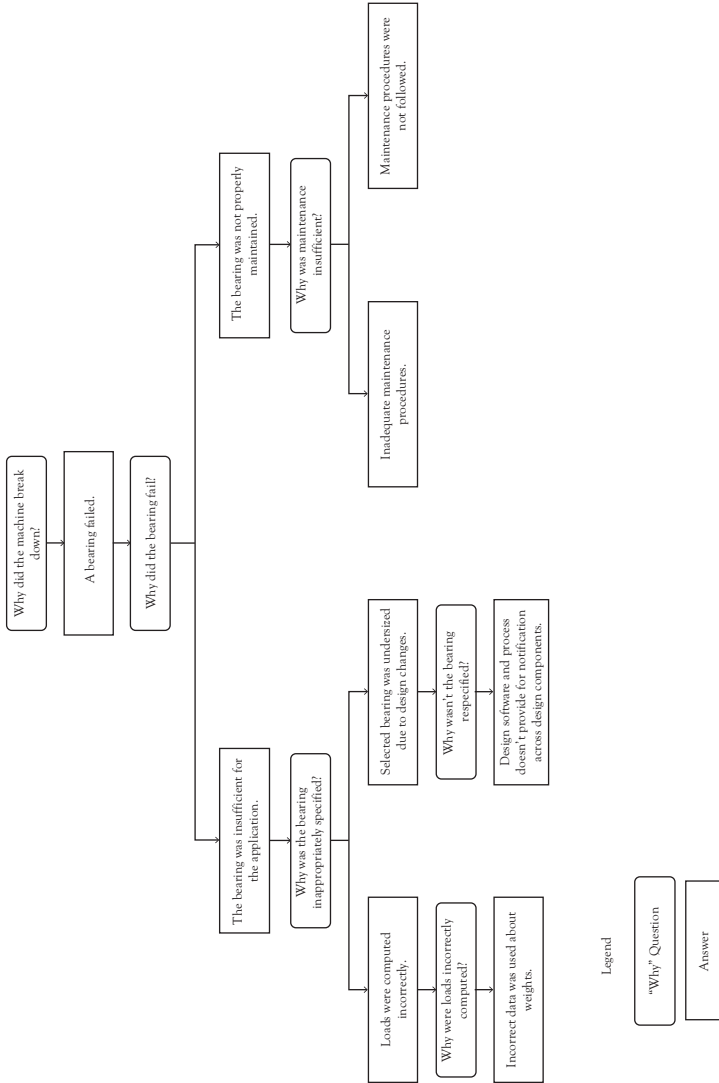 Why did the machine break
down?
A bearing failed.
Why did the bearing fail?
The bearing was insufficient for
the application.
Why was the bearing
inappropriately specified?
Loads were computed
incorrectly.
Why were loads incorrectly
computed?
Incorrect data was used about
weights.
Selected bearing was undersized
due to design changes.
Why wasn't the bearing
respecified?
Design software and process
doesn't provide for notification
across design components.
The bearing was not properly
maintained.
Why was maintenance
insufficient?
Inadequate maintenance
procedures.
Maintenance procedures were
not followed.
Legend
"Why" Question
Answer